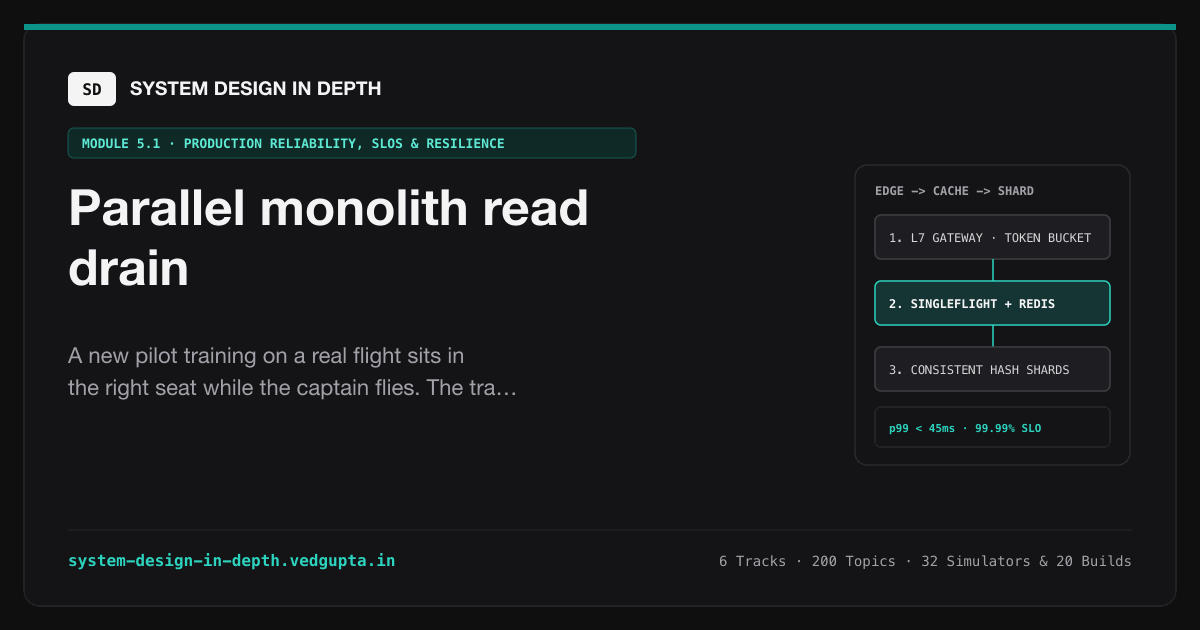 SD SYSTEM DESIGN IN DEPTH
MODULE 5.1 · PRODUCTION RELIABILITY, SLOS & RESILIENCE
Parallel monolith read
drain
A new pilot training on a real flight sits in
the right seat while the captain flies. The tra…
EDGE —> CACHE —> SHARD
1. L7 GATEWAY · TOKEN BUCKET
2. SINGLEFLIGHT + REDIS
3. CONSISTENT HASH SHARDS
p99 < 45ms · 99.99% SLO
system-design-in-depth.vedgupta.in
6 Tracks · 200 Topics · 32 Simulators & 20 Builds